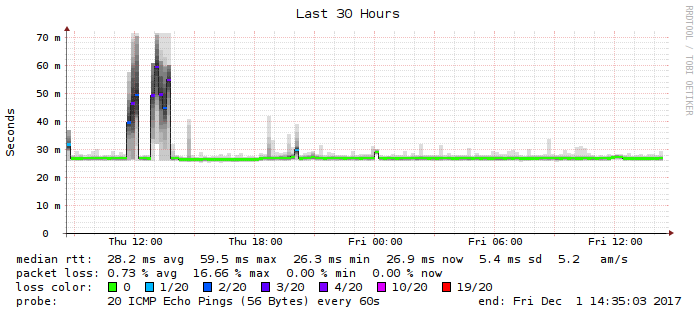 Last 30 Hours
RRDTOOL / TOBI OETIKER
Seconds
70 m
60 m
50 m
40 m
30 m
20 m
10 m
0
Thu 12:00 Thu 18:00 Fri 00:00 Fri 06:00 Fri 12:00
median rtt: 28.2 ms avg 59.5 ms max 26.3 ms min 26.9 ms now 5.4 ms sd 5.2 am/s
packet loss: 0.73 % avg 16.66 % max 0.00 % min 0.00 % now
loss color: 0 1/20 2/20 3/20 4/20 10/20 19/20
probe: 20 ICMP Echo Pings (56 Bytes) every 60s end: Fri Dec 1 14:35:03 2017